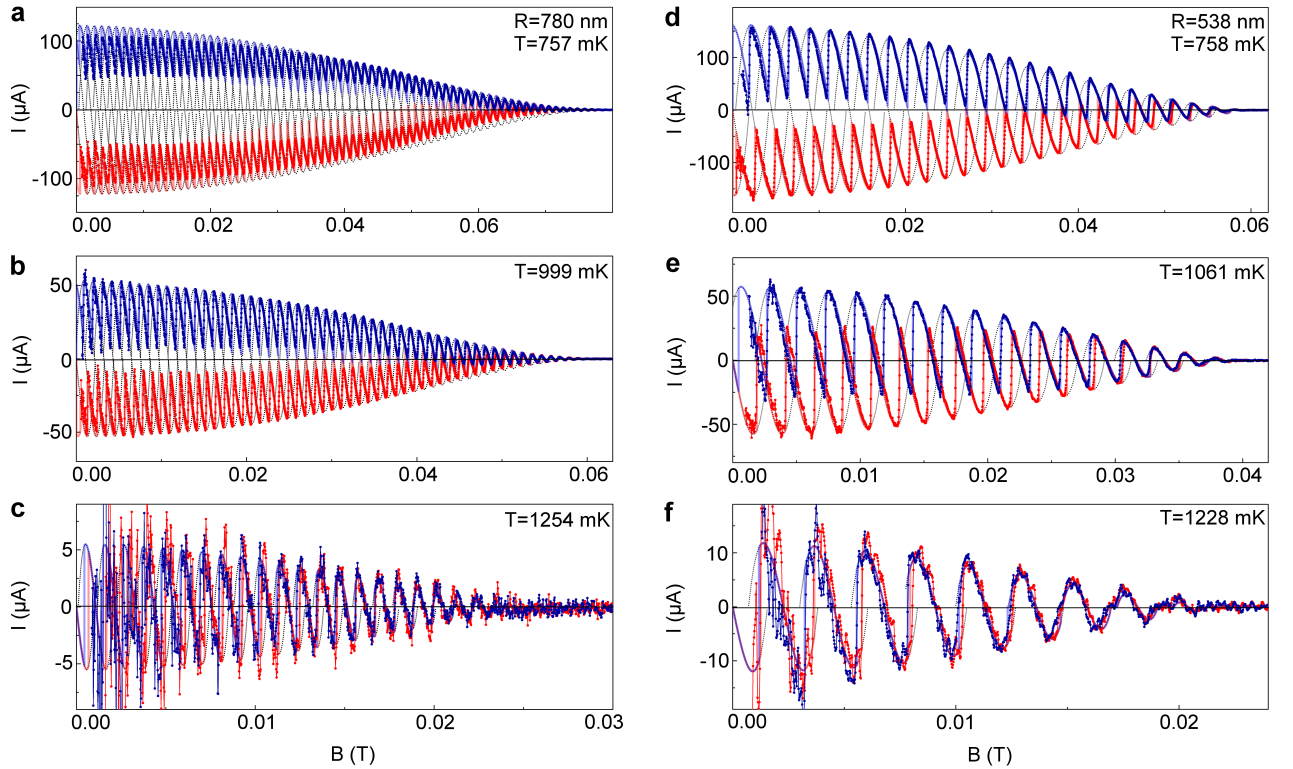 a
R=780 nm
T=757 mK
I (µA)
100
0
-100
0.00 0.02 0.04 0.06
b
T=999 mK
I (µA)
50
0
-50
0.00 0.02 0.04 0.06
c
T=1254 mK
I (µA)
5
0
-5
0.00 0.01 0.02 0.03
B (T)
d
R=538 nm
T=758 mK
I (µA)
100
0
-100
0.00 0.02 0.04 0.06
e
T=1061 mK
I (µA)
50
0
-50
0.00 0.01 0.02 0.03 0.04
f
T=1228 mK
I (µA)
10
0
-10
0.00 0.01 0.02
B (T)